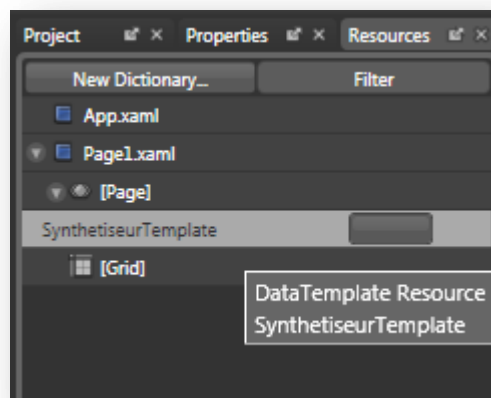 Project Properties Resources
New Dictionary... Filter
App.xaml
Page1.xaml
[Page]
SynthetiseurTemplate
[Grid]
DataTemplate Resource
SynthetiseurTemplate